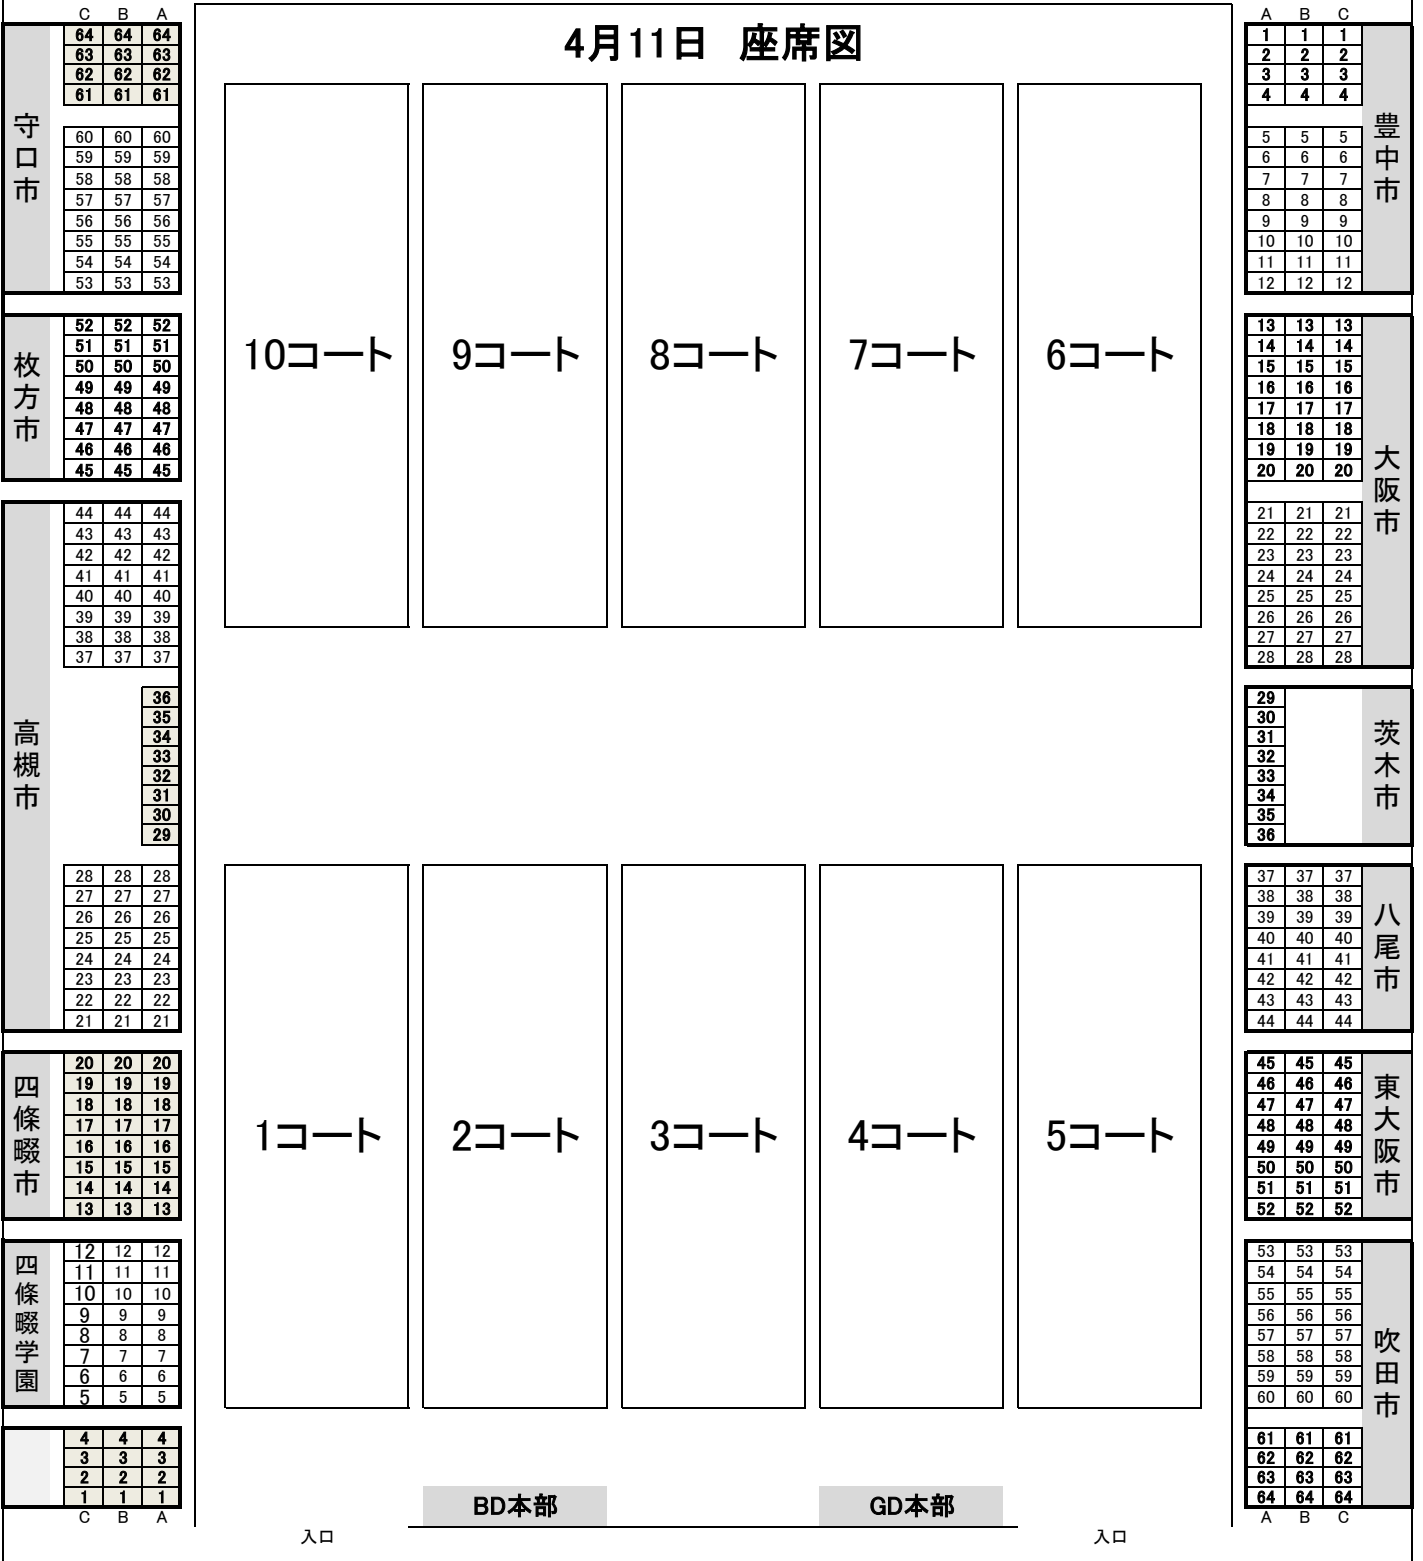 4月11日 座席図
C B A
64 64 64
63 63 63
62 62 62
61 61 61
守口市
60 60 60
59 59 59
58 58 58
57 57 57
56 56 56
55 55 55
54 54 54
53 53 53
枚方市
52 52 52
51 51 51
50 50 50
49 49 49
48 48 48
47 47 47
46 46 46
45 45 45
高槻市
44 44 44
43 43 43
42 42 42
41 41 41
40 40 40
39 39 39
38 38 38
37 37 37
36
35
34
33
32
31
30
29
28 28 28
27 27 27
26 26 26
25 25 25
24 24 24
23 23 23
22 22 22
21 21 21
四條畷市
20 20 20
19 19 19
18 18 18
17 17 17
16 16 16
15 15 15
14 14 14
13 13 13
四條畷学園
12 12 12
11 11 11
10 10 10
9 9 9
8 8 8
7 7 7
6 6 6
5 5 5
4 4 4
3 3 3
2 2 2
1 1 1
C B A
10コート 9コート 8コート 7コート 6コート
1コート 2コート 3コート 4コート 5コート
BD本部 GD本部
入口 入口
A B C
1 1 1
2 2 2
3 3 3
4 4 4
豊中市
5 5 5
6 6 6
7 7 7
8 8 8
9 9 9
10 10 10
11 11 11
12 12 12
13 13 13
14 14 14
15 15 15
16 16 16
17 17 17
18 18 18
19 19 19
20 20 20
大阪市
21 21 21
22 22 22
23 23 23
24 24 24
25 25 25
26 26 26
27 27 27
28 28 28
茨木市
29
30
31
32
33
34
35
36
八尾市
37 37 37
38 38 38
39 39 39
40 40 40
41 41 41
42 42 42
43 43 43
44 44 44
東大阪市
45 45 45
46 46 46
47 47 47
48 48 48
49 49 49
50 50 50
51 51 51
52 52 52
吹田市
53 53 53
54 54 54
55 55 55
56 56 56
57 57 57
58 58 58
59 59 59
60 60 60
61 61 61
62 62 62
63 63 63
64 64 64
A B C